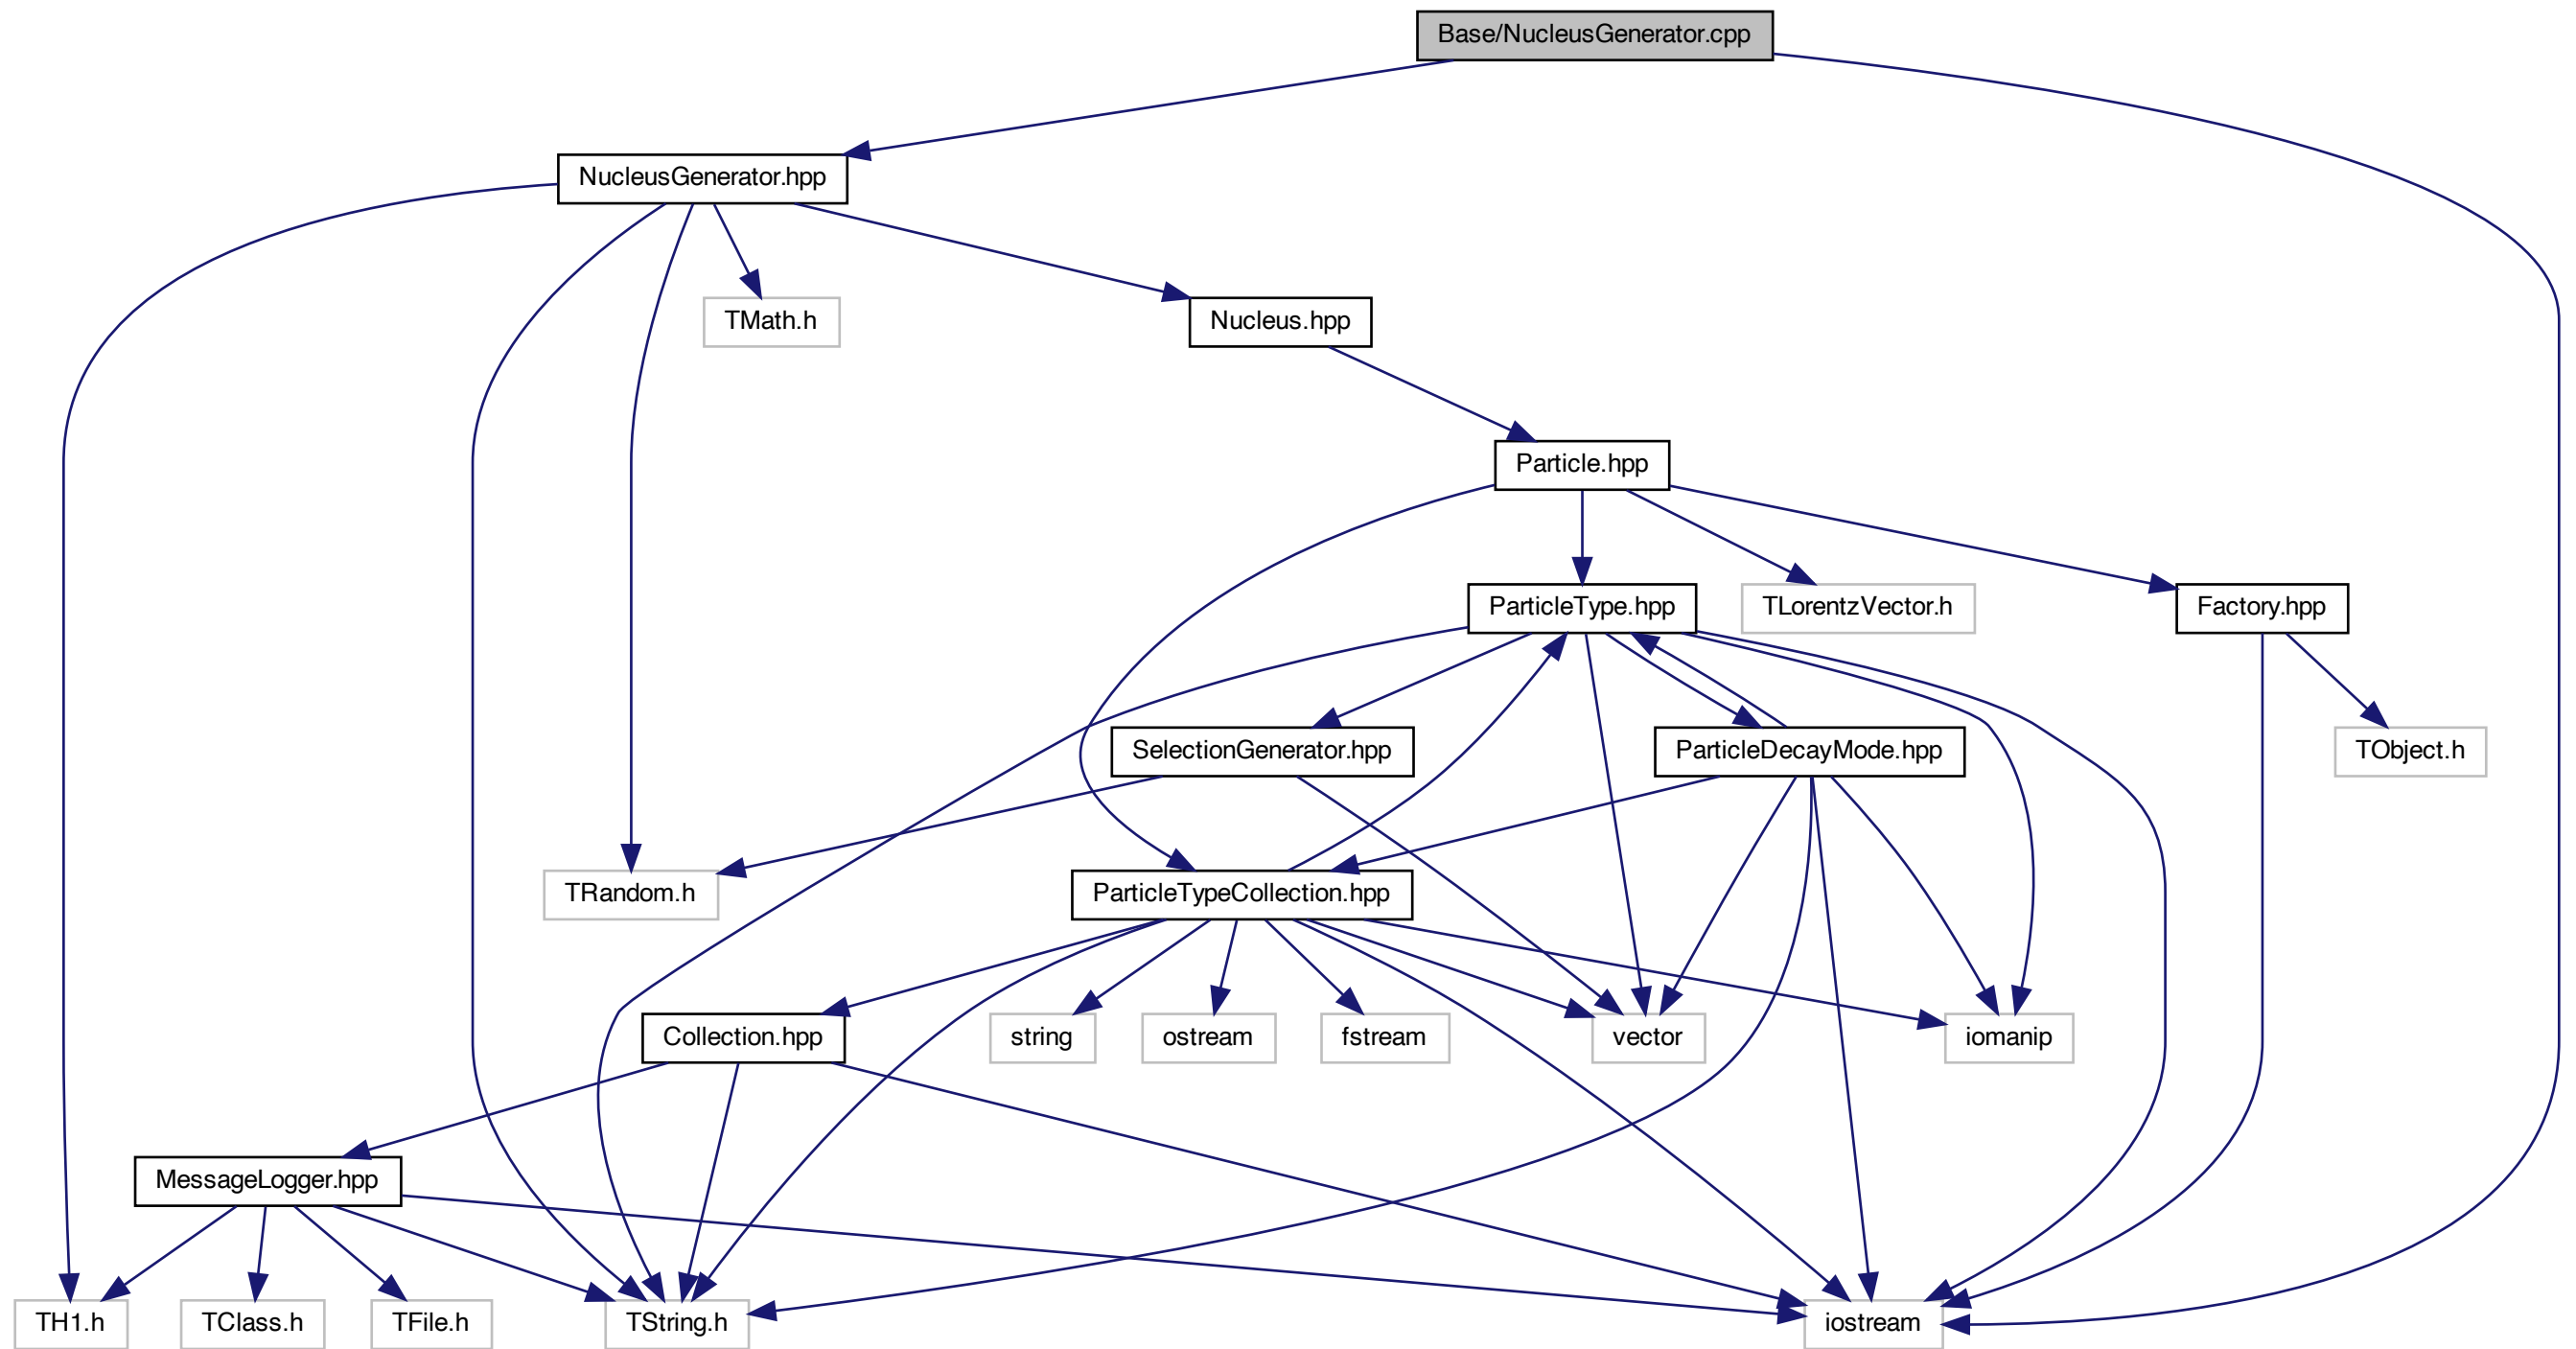 Base/NucleusGenerator.cpp
NucleusGenerator.hpp
TMath.h
Nucleus.hpp
Particle.hpp
ParticleType.hpp
TLorentzVector.h
Factory.hpp
SelectionGenerator.hpp
ParticleDecayMode.hpp
TObject.h
TRandom.h
ParticleTypeCollection.hpp
Collection.hpp
string
ostream
fstream
vector
iomanip
MessageLogger.hpp
TH1.h
TClass.h
TFile.h
TString.h
iostream